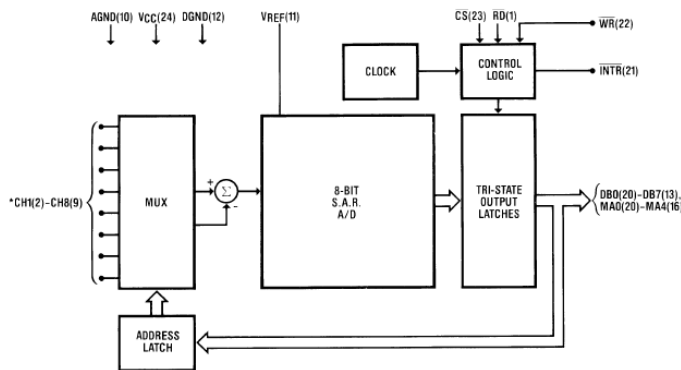 AGND(10) VCC(24) DGND(12) VREF(11) CS(23) RD(1) WR(22)
CLOCK
CONTROL
LOGIC
INTR(21)
*CH1(2)-CH8(9)
MUX
+
Σ
-
8-BIT
S.A.R.
A/D
TRI-STATE
OUTPUT
LATCHES
DB0(20)-DB7(13),
MA0(20)-MA4(16)
ADDRESS
LATCH